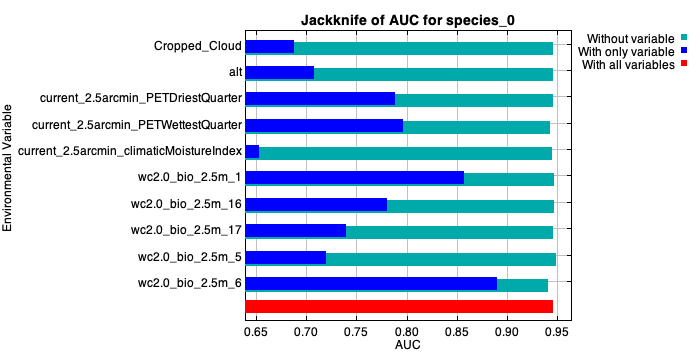 Jackknife of AUC for species_0
Without variable
With only variable
With all variables
Environmental Variable
Cropped_Cloud
alt
current_2.5arcmin_PETDriestQuarter
current_2.5arcmin_PETWettestQuarter
current_2.5arcmin_climaticMoistureIndex
wc2.0_bio_2.5m_1
wc2.0_bio_2.5m_16
wc2.0_bio_2.5m_17
wc2.0_bio_2.5m_5
wc2.0_bio_2.5m_6
0.65 0.70 0.75 0.80 0.85 0.90 0.95
AUC